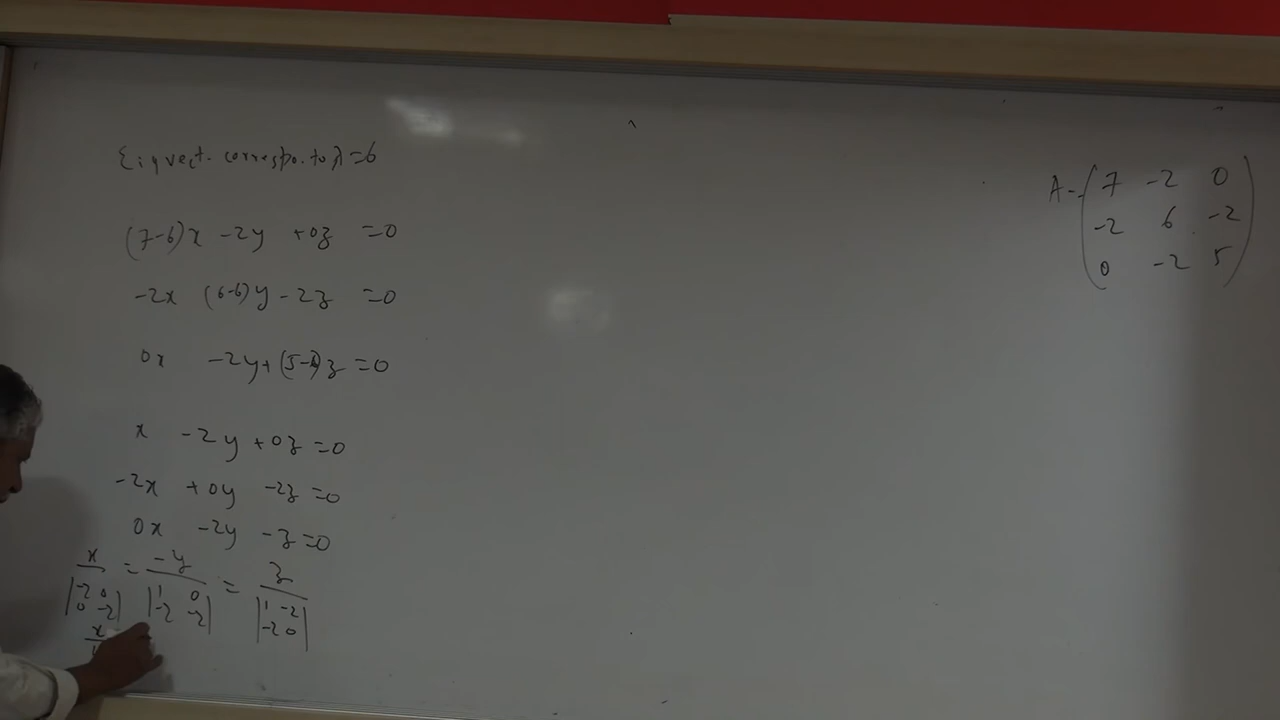 Eigvect. correspo. to λ=6
(7-6)x -2y +0z =0
-2x (6-6)y -2z =0
0x -2y+(5-6)z =0
x -2y +0z =0
-2x +0y -2z =0
0x -2y -z =0
x = -y = z
|-2 0| |1 0| |1 -2|
|0 -2| |-2 -2| |-2 0|
x
A = (7 -2 0
-2 6 -2
0 -2 5)